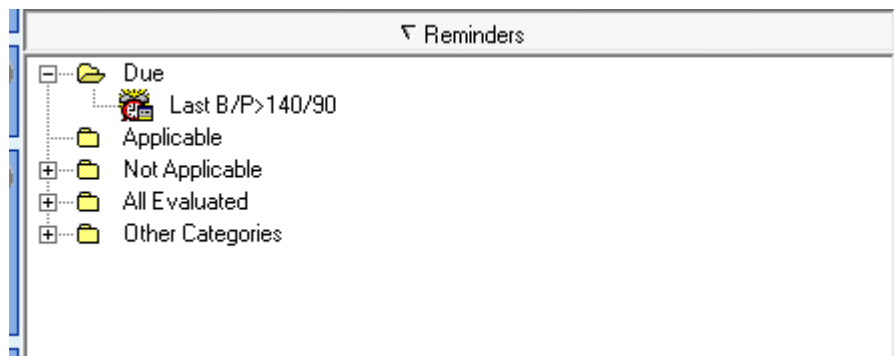 Reminders
Due
Last B/P>140/90
Applicable
Not Applicable
All Evaluated
Other Categories